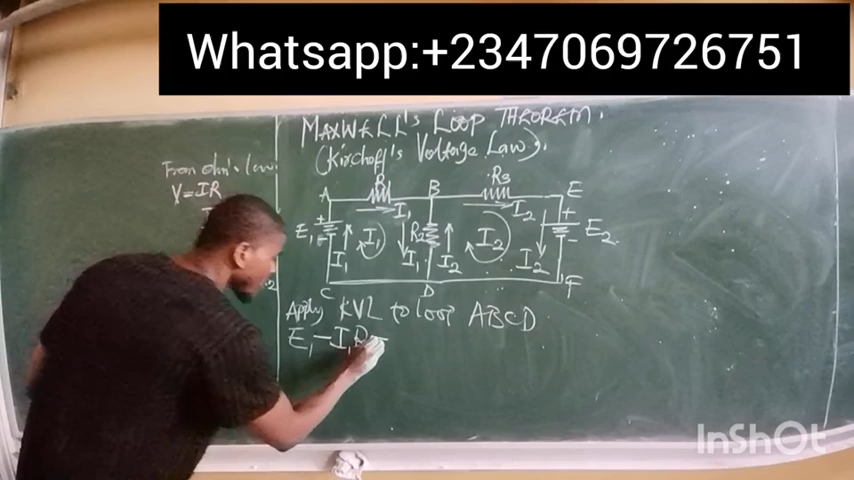 Whatsapp:+2347069726751
MAXWELL's LOOP THEOREM.
(Kirchoff's Voltage Law).
From ohm's law
V=IR
A R1 B R3 E
I1 I2
E1 + - I1 I1 R2 I1 I2 I2 I2 + - E2
C D F
Apply KVL to loop ABCD
E1 - I1R -
InShOt